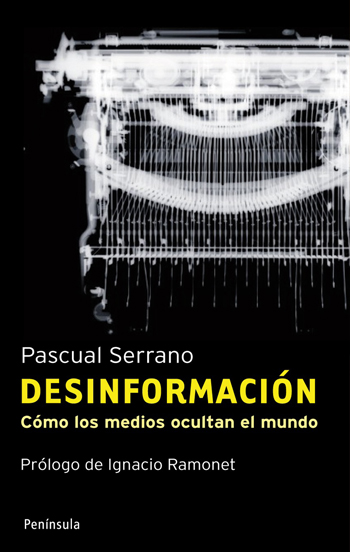 Pascual Serrano
DESINFORMACIÓN
Cómo los medios ocultan el mundo
Prólogo de Ignacio Ramonet
Península